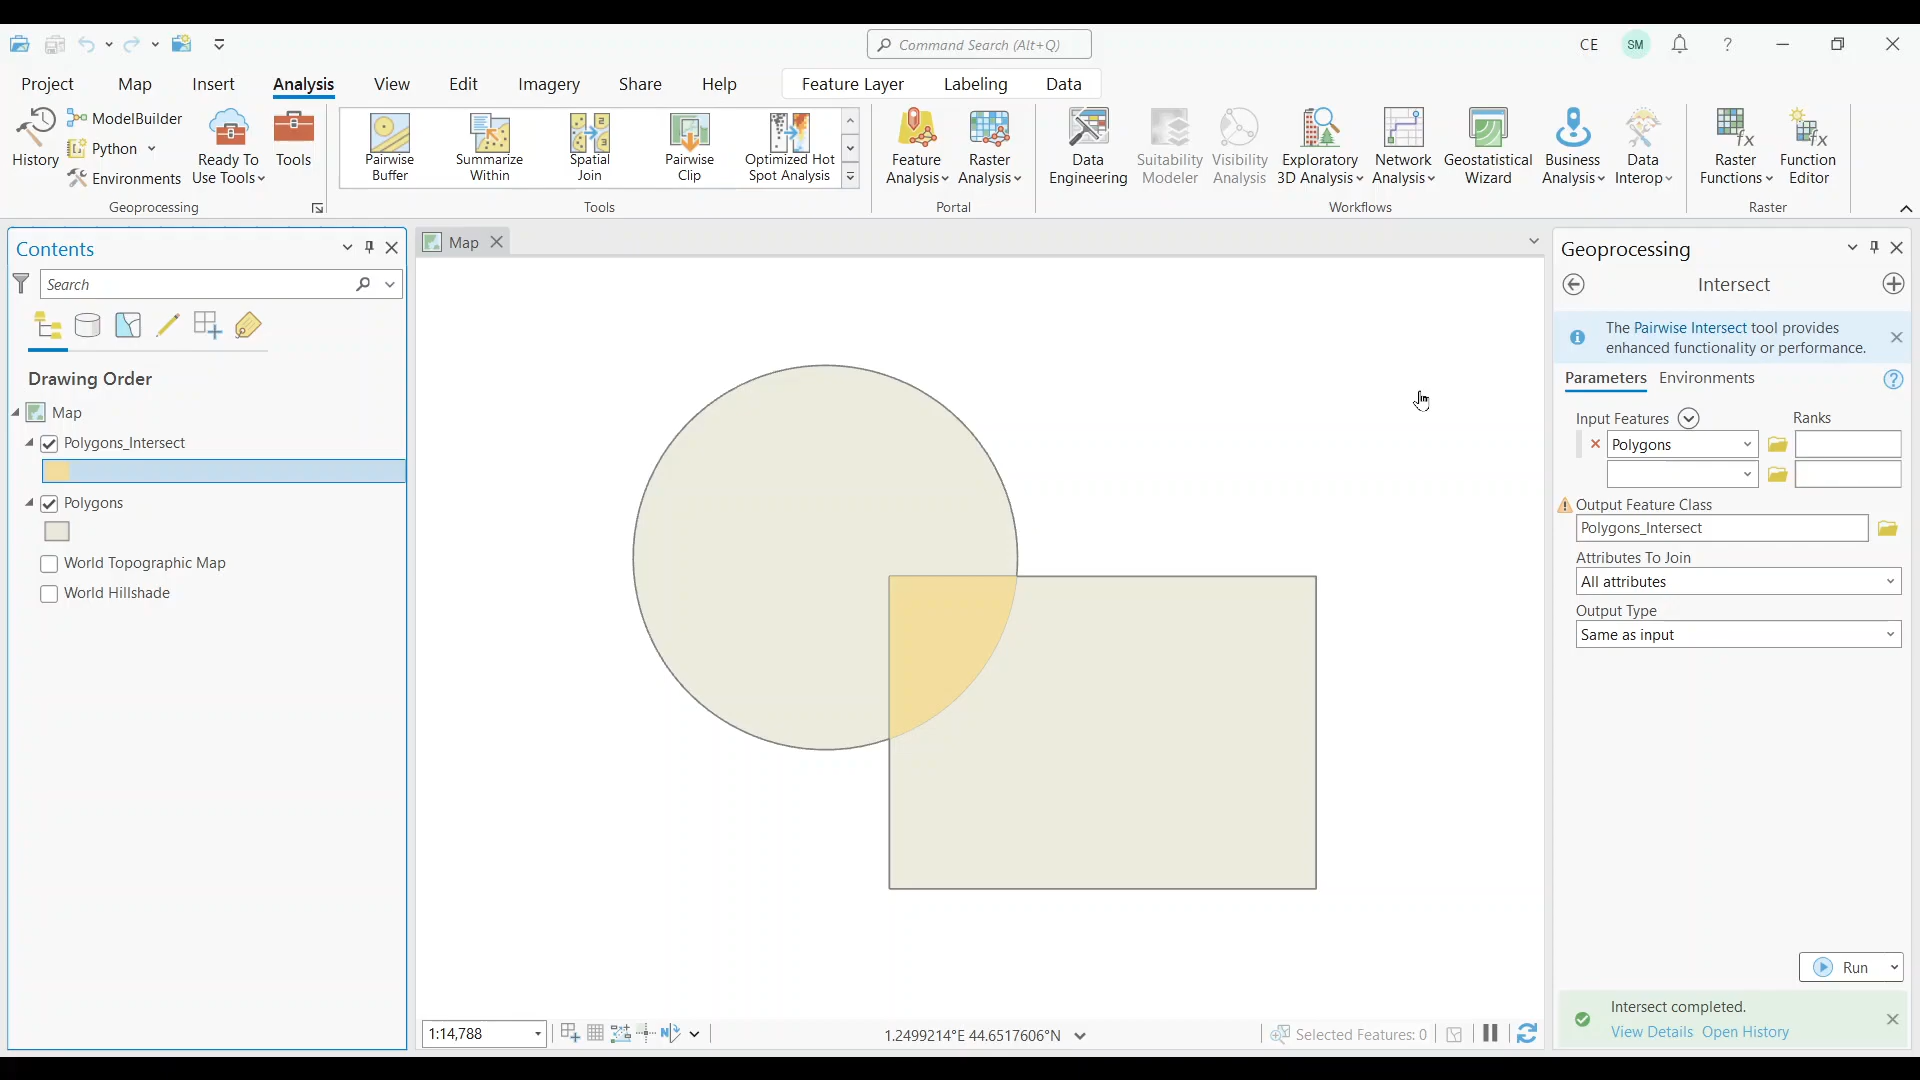 Command Search (Alt+Q)
CE
SM
?
Project
Map
Insert
Analysis
View
Edit
Imagery
Share
Help
Feature Layer
Labeling
Data
History
ModelBuilder
Python
Environments
Ready To
Use Tools
Tools
Geoprocessing
Pairwise
Buffer
Summarize
Within
Spatial
Join
Pairwise
Clip
Optimized Hot
Spot Analysis
Tools
Feature
Analysis
Raster
Analysis
Portal
Data
Engineering
Suitability
Modeler
Visibility
Analysis
Exploratory
3D Analysis
Network
Analysis
Geostatistical
Wizard
Business
Analysis
Data
Interop
Workflows
Raster
Functions
Function
Editor
Raster
Contents
Search
Drawing Order
Map
Polygons_Intersect
Polygons
World Topographic Map
World Hillshade
Map
1:14,788
1.2499214°E 44.6517606°N
Selected Features: 0
Geoprocessing
Intersect
The Pairwise Intersect tool provides
enhanced functionality or performance.
Parameters Environments
?
Input Features
Ranks
Polygons
Output Feature Class
Polygons_Intersect
Attributes To Join
All attributes
Output Type
Same as input
Run
Intersect completed.
View Details Open History